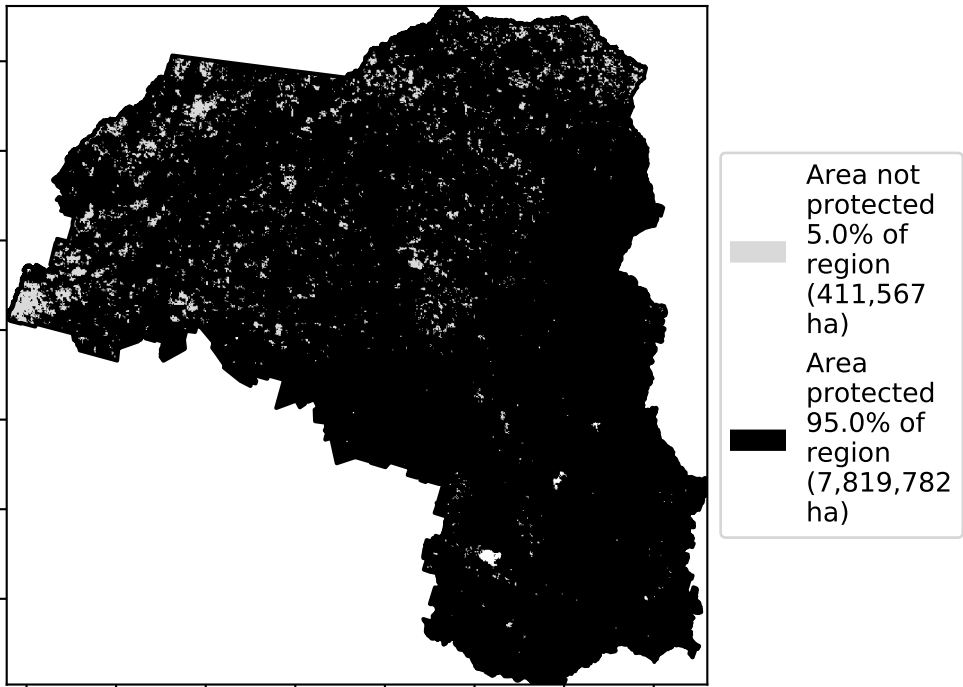 Area not
protected
5.0% of
region
(411,567
ha)
Area
protected
95.0% of
region
(7,819,782
ha)